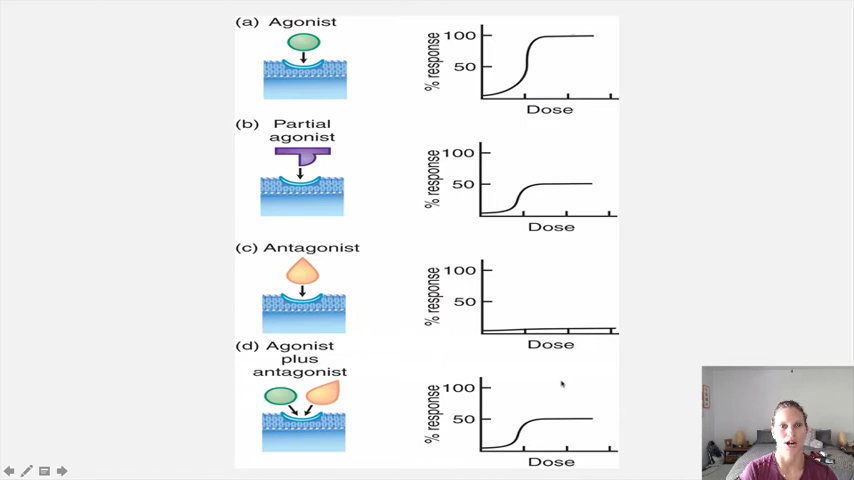 (a) Agonist
% response
100
50
Dose
(b) Partial
agonist
% response
100
50
Dose
(c) Antagonist
% response
100
50
Dose
(d) Agonist
plus
antagonist
% response
100
50
Dose